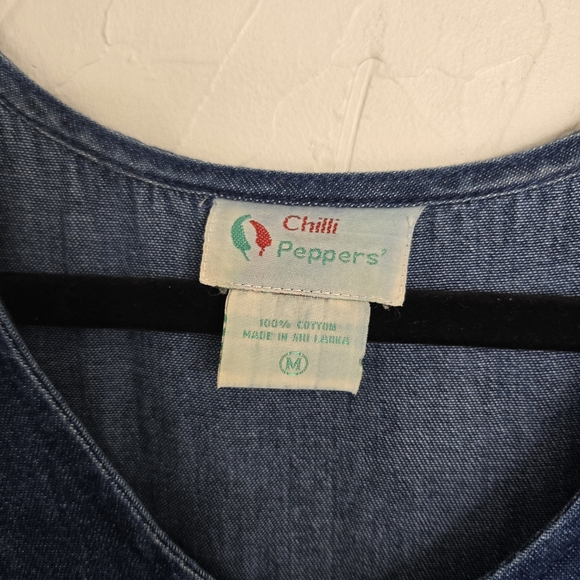 Chilli
Peppers'
100% COTTON
MADE IN SRI LANKA
M